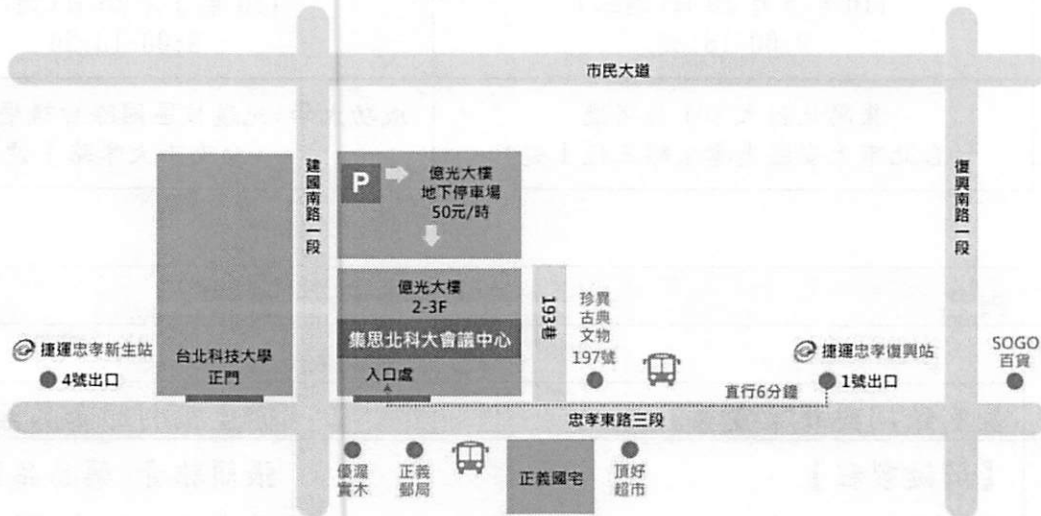 市民大道
建國南路一段
復興南路一段
P
億光大樓
地下停車場
50元/時
億光大樓
2-3F
集思北科大會議中心
入口處
193巷
珍異
古典
文物
197號
捷運忠孝新生站
4號出口
台北科技大學
正門
捷運忠孝復興站
1號出口
SOGO
百貨
直行6分鐘
忠孝東路三段
優渥
實木
正義
郵局
正義國宅
頂好
超市